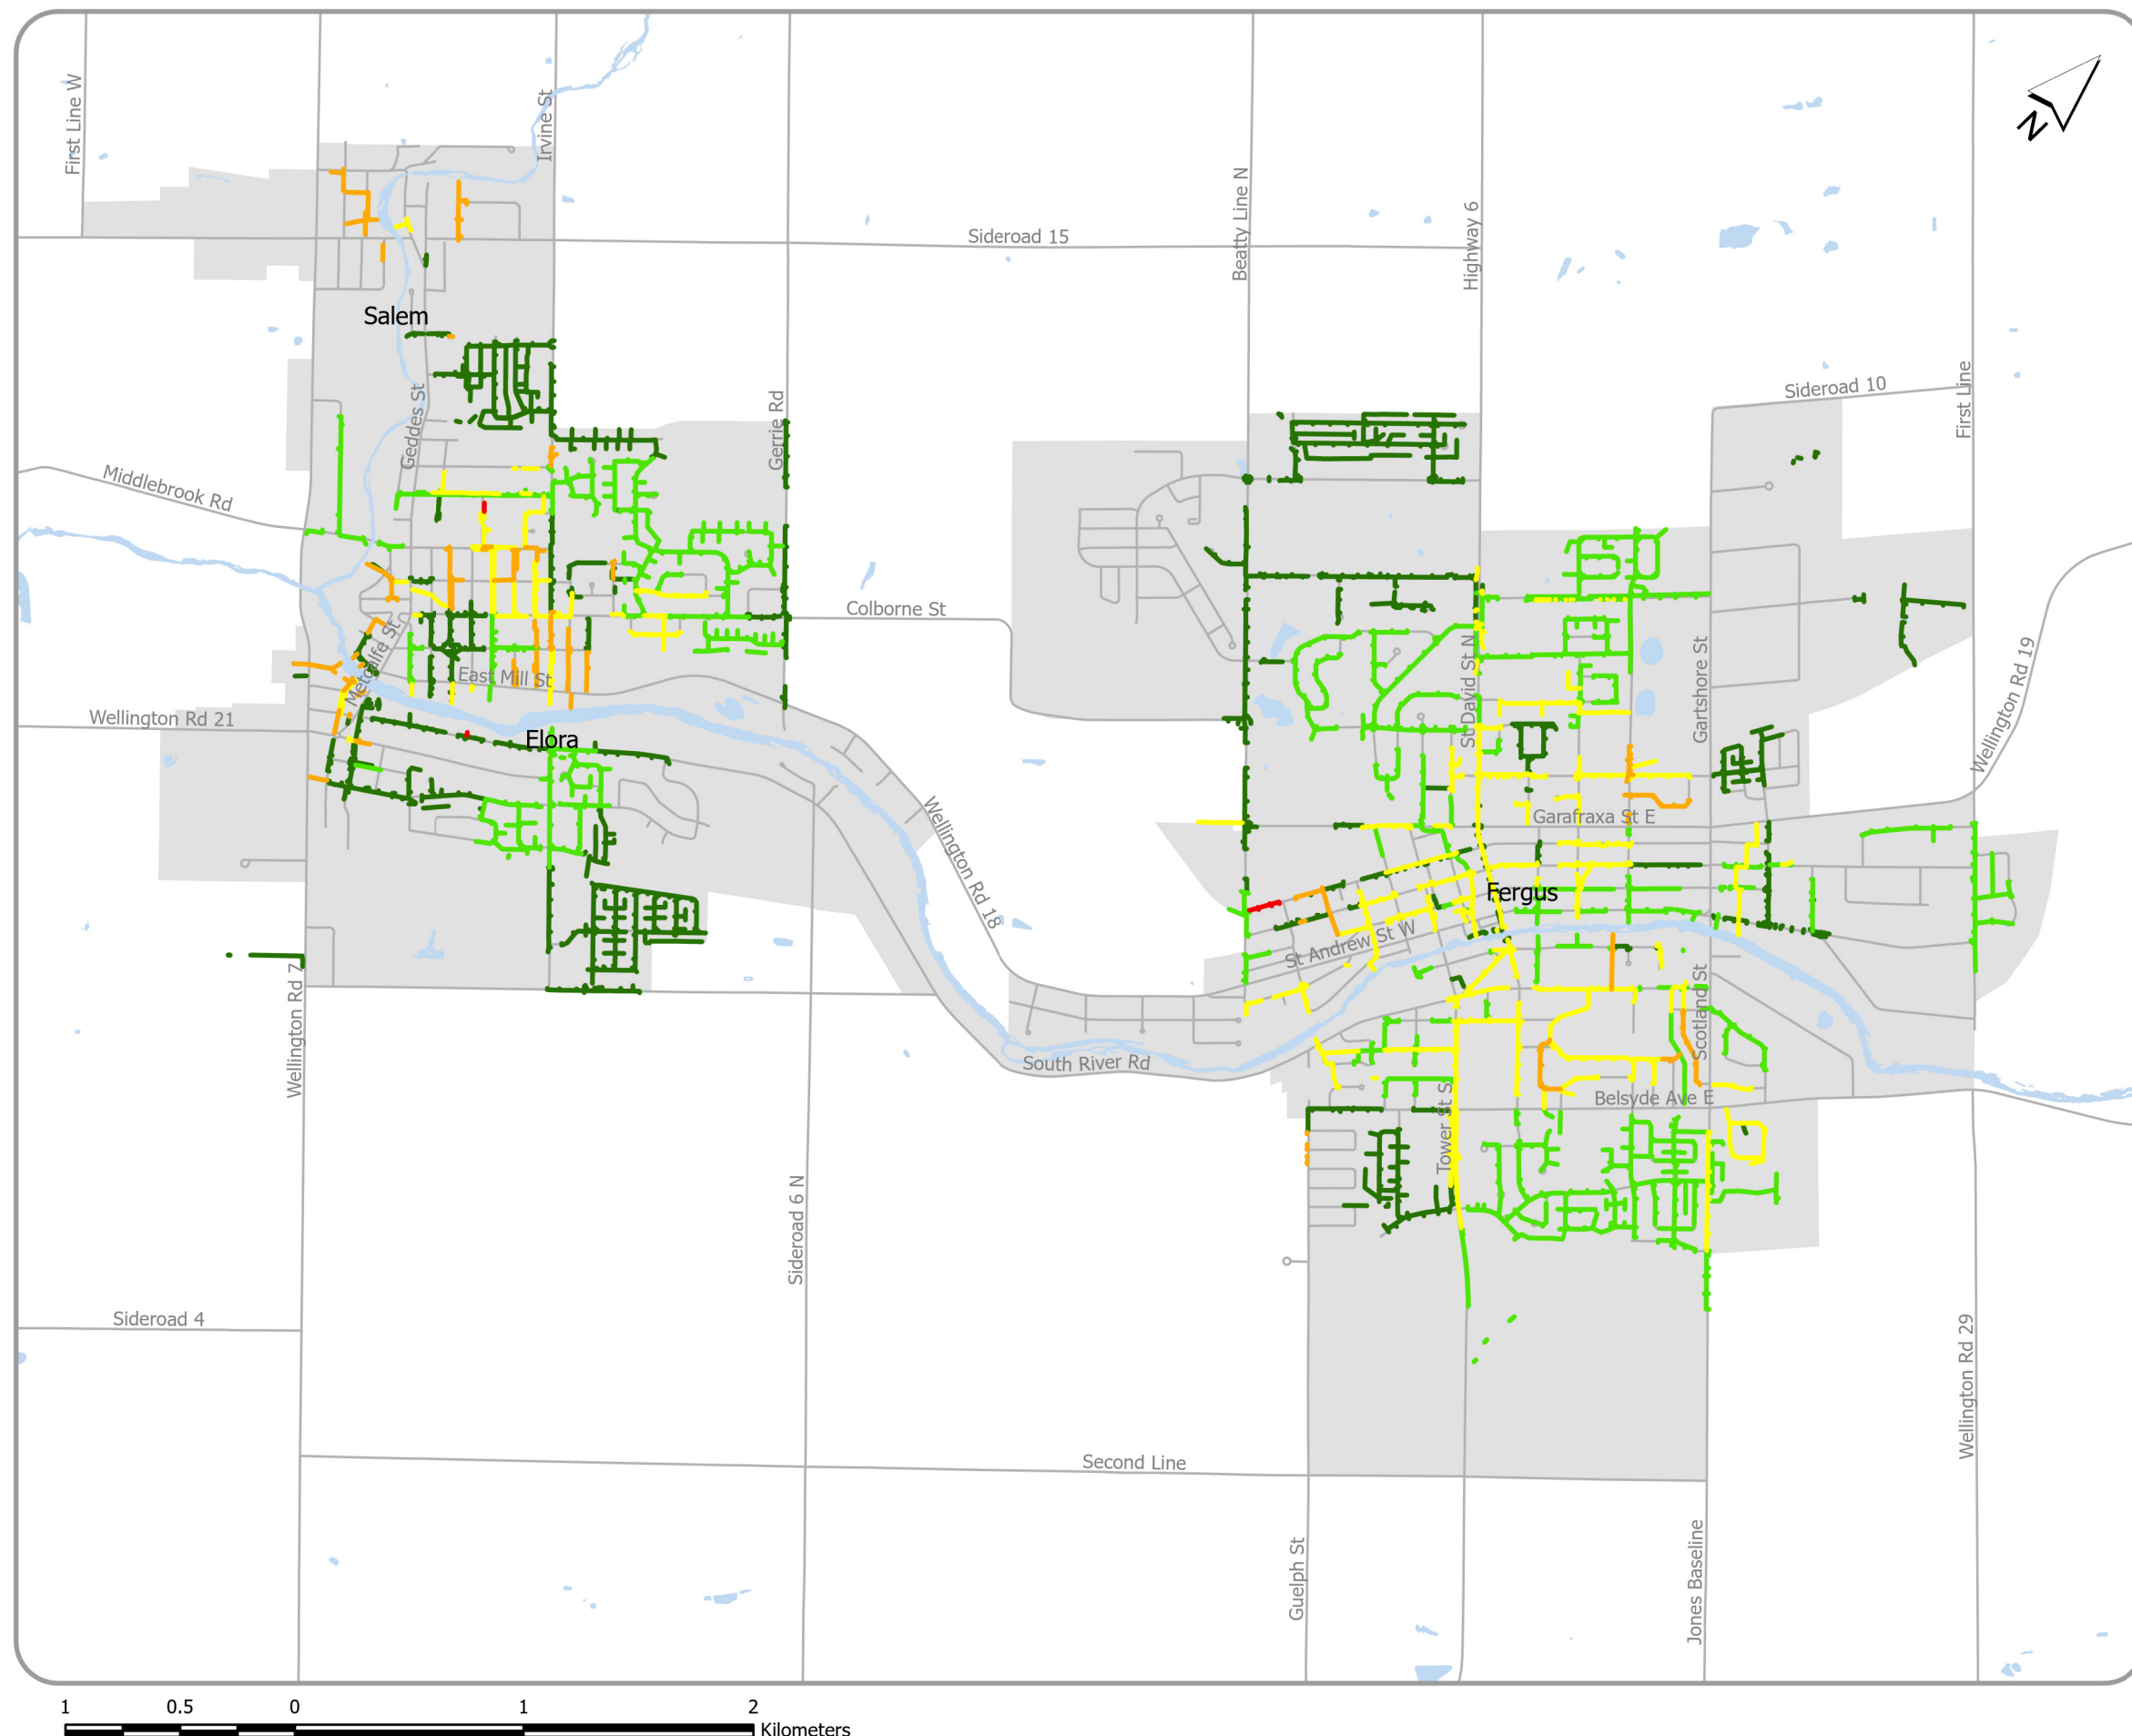 First Line W
Irvine St
Beatty Line N
Highway 6
N
Sideroad 15
Salem
Geddes St
Gerrie Rd
Sideroad 10
First Line
Middlebrook Rd
Colborne St
Metcalfe St
East Mill St
St David St N
Gartshore St
Wellington Rd 19
Wellington Rd 21
Elora
Wellington Rd 18
Garafraxa St E
Fergus
St Andrew St W
Wellington Rd 7
South River Rd
Scotland St
Belsyde Ave E
Tower St S
Sideroad 6 N
Sideroad 4
Wellington Rd 29
Second Line
Guelph St
Jones Baseline
1 0.5 0 1 2
Kilometers